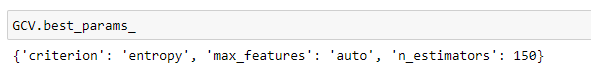 GCV.best_params_
{'criterion': 'entropy', 'max_features': 'auto', 'n_estimators': 150}